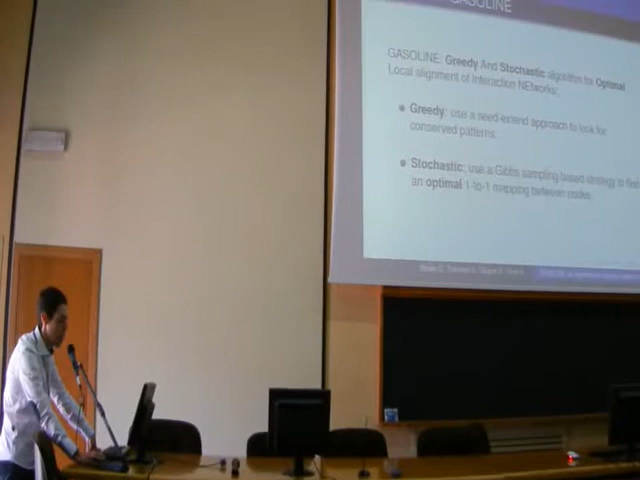 GASOLINE
GASOLINE: Greedy And Stochastic algorithm for Optimal
Local alignment of Interaction NEtworks:
Greedy: use a seed-extend approach to look for
conserved patterns.
Stochastic: use a Gibbs sampling-based strategy to find
an optimal 1-to-1 mapping between nodes.